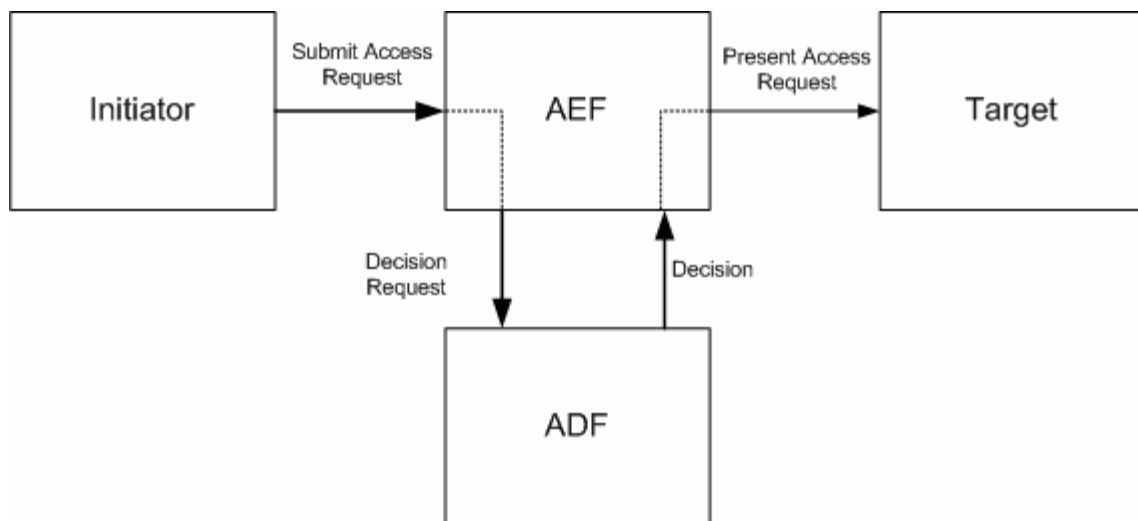 Initiator
Submit Access
Request
AEF
Present Access
Request
Target
Decision
Request
Decision
ADF